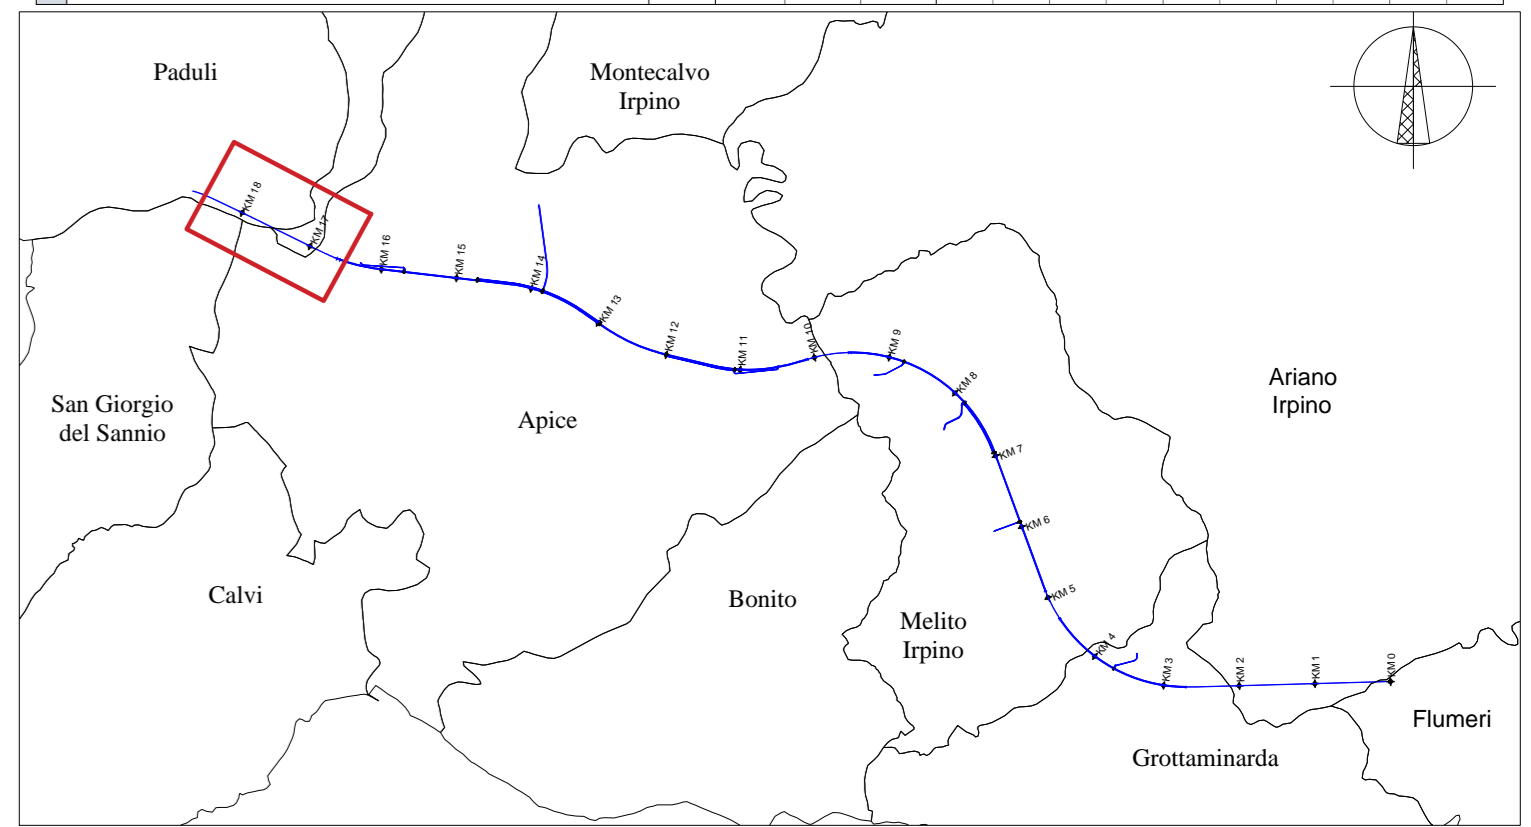 Paduli
Montecalvo
Irpino
KM 18
KM 17
KM 16
KM 15
KM 14
KM 13
KM 12
KM 11
KM 10
KM 9
KM 8
KM 7
KM 6
KM 5
KM 4
KM 3
KM 2
KM 1
KM 0
Ariano
Irpino
San Giorgio
del Sannio
Apice
Calvi
Bonito
Melito
Irpino
Flumeri
Grottaminarda